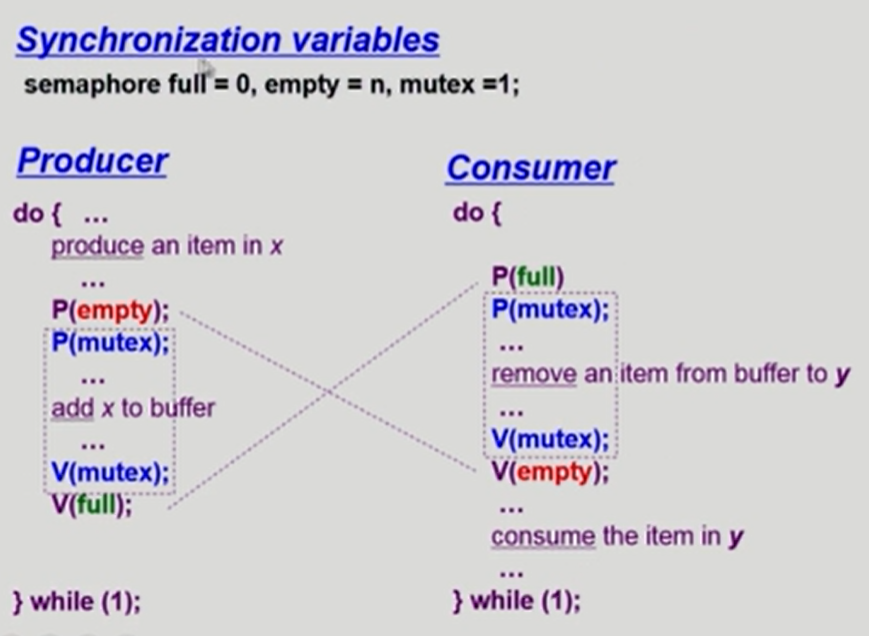 Synchronization variables
semaphore full = 0, empty = n, mutex =1;
Producer
do { ...
produce an item in x
...
P(empty);
P(mutex);
...
add x to buffer
...
V(mutex);
V(full);
} while (1);
Consumer
do {
P(full)
P(mutex);
...
remove an item from buffer to y
...
V(mutex);
V(empty);
...
consume the item in y
...
} while (1);